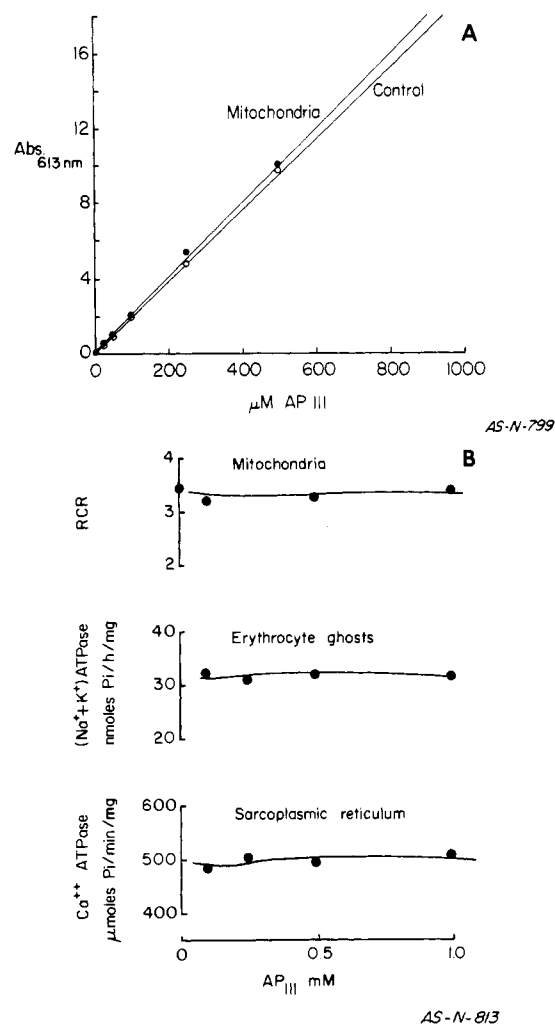 A
16
12
8
4
0
Abs.
613 nm
Mitochondria
Control
0 200 400 600 800 1000
μM AP III
AS-N-799
B
4
3
2
RCR
Mitochondria
40
30
20
(Na⁺+K⁺)ATPase
nmoles Pi/h/mg
Erythrocyte ghosts
600
500
400
Ca⁺⁺ ATPase
μmoles Pi/min/mg
Sarcoplasmic reticulum
0 0.5 1.0
AP III mM
AS-N-813